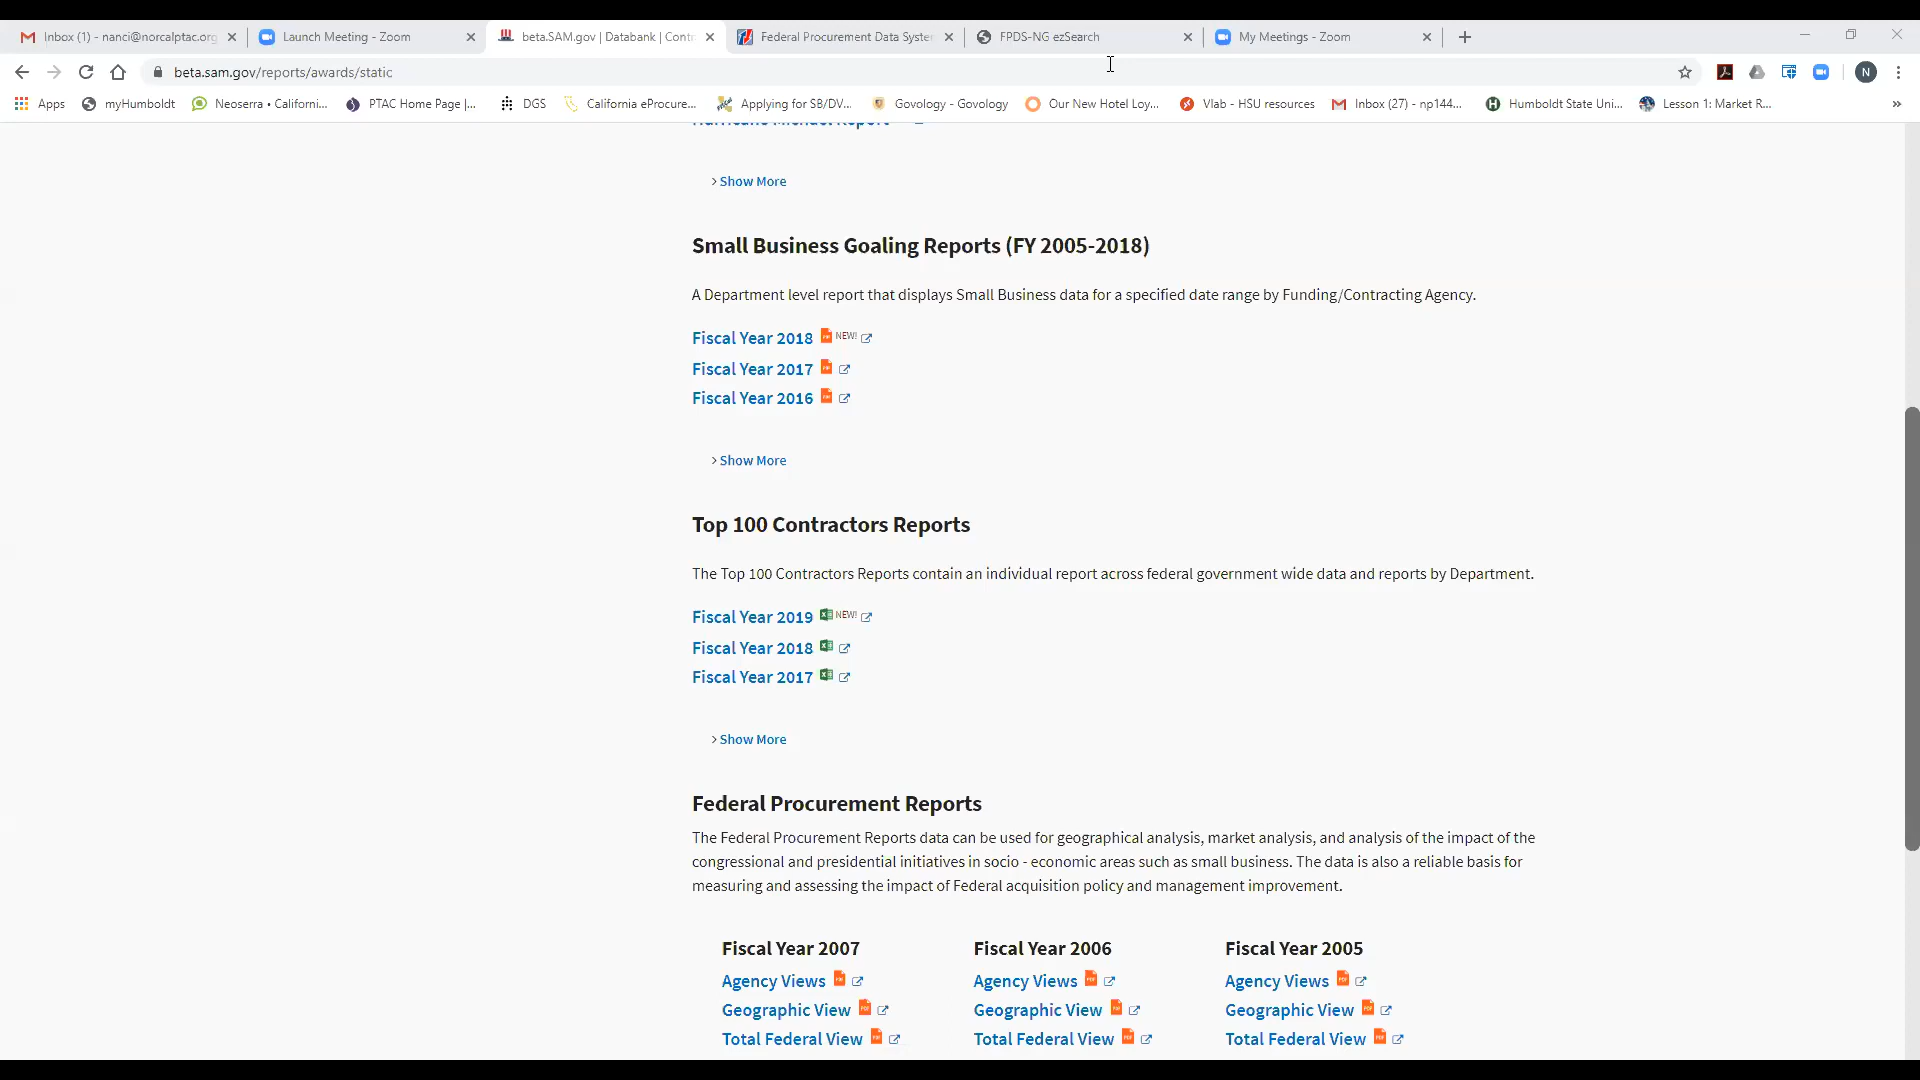 Inbox (1) - nanci@norcalptac.org
Launch Meeting - Zoom
beta.SAM.gov | Databank | Contr
Federal Procurement Data System
FPDS-NG ezSearch
My Meetings - Zoom
beta.sam.gov/reports/awards/static
N
Apps
myHumboldt
Neoserra • Californi...
PTAC Home Page |...
DGS
California eProcure...
Applying for SB/DV...
Govology - Govology
Our New Hotel Loy...
Vlab - HSU resources
Inbox (27) - np144...
Humboldt State Uni...
Lesson 1: Market R...
»
Hurricane Michael Report
> Show More
Small Business Goaling Reports (FY 2005-2018)
A Department level report that displays Small Business data for a specified date range by Funding/Contracting Agency.
Fiscal Year 2018 NEW!
Fiscal Year 2017
Fiscal Year 2016
> Show More
Top 100 Contractors Reports
The Top 100 Contractors Reports contain an individual report across federal government wide data and reports by Department.
Fiscal Year 2019 NEW!
Fiscal Year 2018
Fiscal Year 2017
> Show More
Federal Procurement Reports
The Federal Procurement Reports data can be used for geographical analysis, market analysis, and analysis of the impact of the
congressional and presidential initiatives in socio - economic areas such as small business. The data is also a reliable basis for
measuring and assessing the impact of Federal acquisition policy and management improvement.
Fiscal Year 2007
Agency Views
Geographic View
Total Federal View
Fiscal Year 2006
Agency Views
Geographic View
Total Federal View
Fiscal Year 2005
Agency Views
Geographic View
Total Federal View